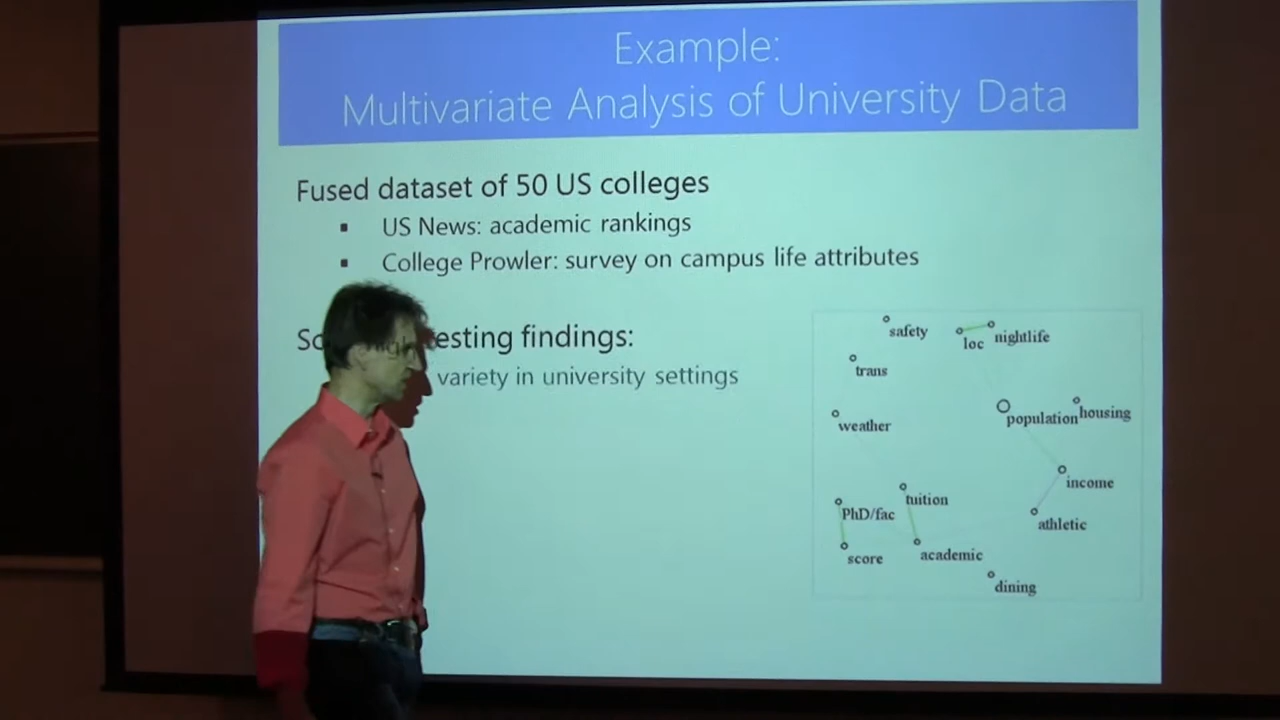 Example:
Multivariate Analysis of University Data
Fused dataset of 50 US colleges
▪ US News: academic rankings
▪ College Prowler: survey on campus life attributes
esting findings:
variety in university settings
safety
loc
nightlife
trans
weather
population
housing
income
tuition
PhD/fac
athletic
score
academic
dining